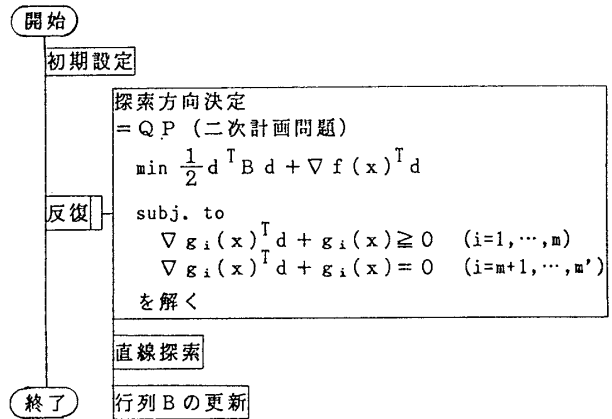 開始
初期設定
反復
探索方向決定
=QP(二次計画問題)
min 1/2 d^T B d + ∇f(x)^T d
subj. to
∇g_i(x)^T d + g_i(x) ≧ 0 (i=1,…,m)
∇g_i(x)^T d + g_i(x) = 0 (i=m+1,…,m')
を解く
直線探索
行列Bの更新
終了